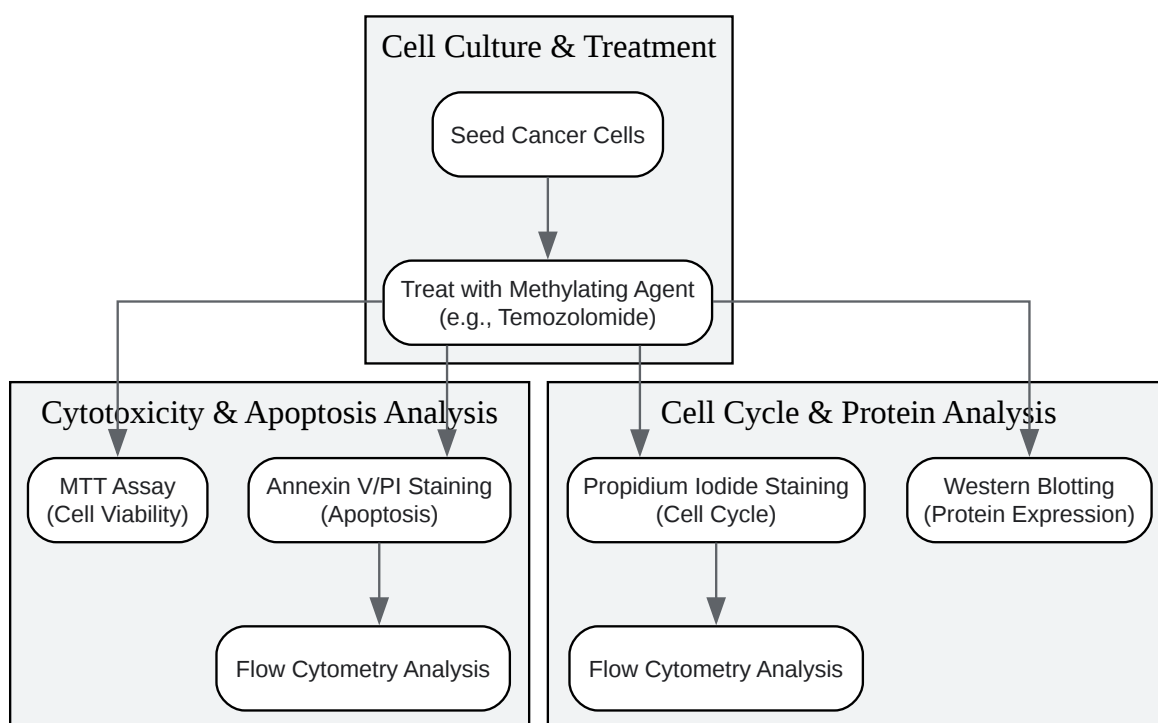 Cell Culture & Treatment
Seed Cancer Cells
Treat with Methylating Agent
(e.g., Temozolomide)
Cytotoxicity & Apoptosis Analysis
MTT Assay
(Cell Viability)
Annexin V/PI Staining
(Apoptosis)
Flow Cytometry Analysis
Cell Cycle & Protein Analysis
Propidium Iodide Staining
(Cell Cycle)
Western Blotting
(Protein Expression)
Flow Cytometry Analysis